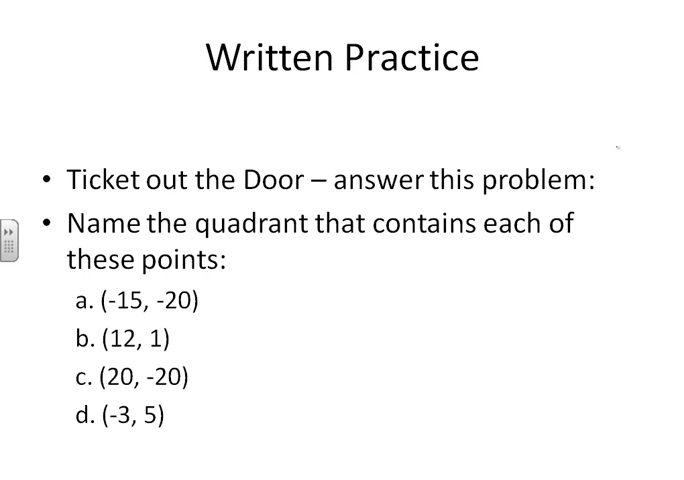 Written Practice
• Ticket out the Door – answer this problem:
• Name the quadrant that contains each of
these points:
a. (-15, -20)
b. (12, 1)
c. (20, -20)
d. (-3, 5)